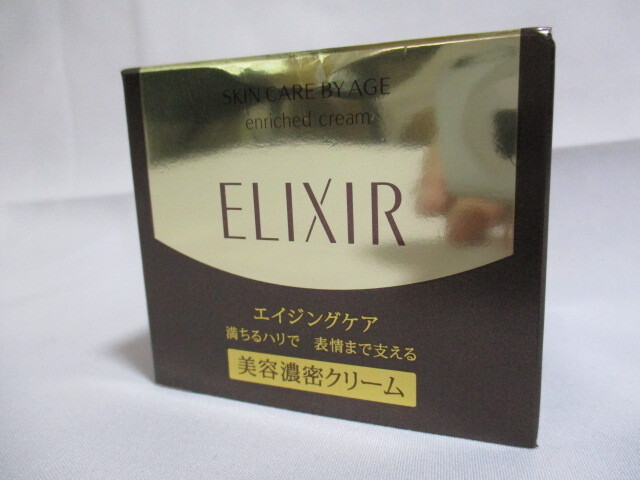 SKIN CARE BY AGE
enriched cream
ELIXIR
エイジングケア
満ちるハリで 表情まで支える
美容濃密クリーム